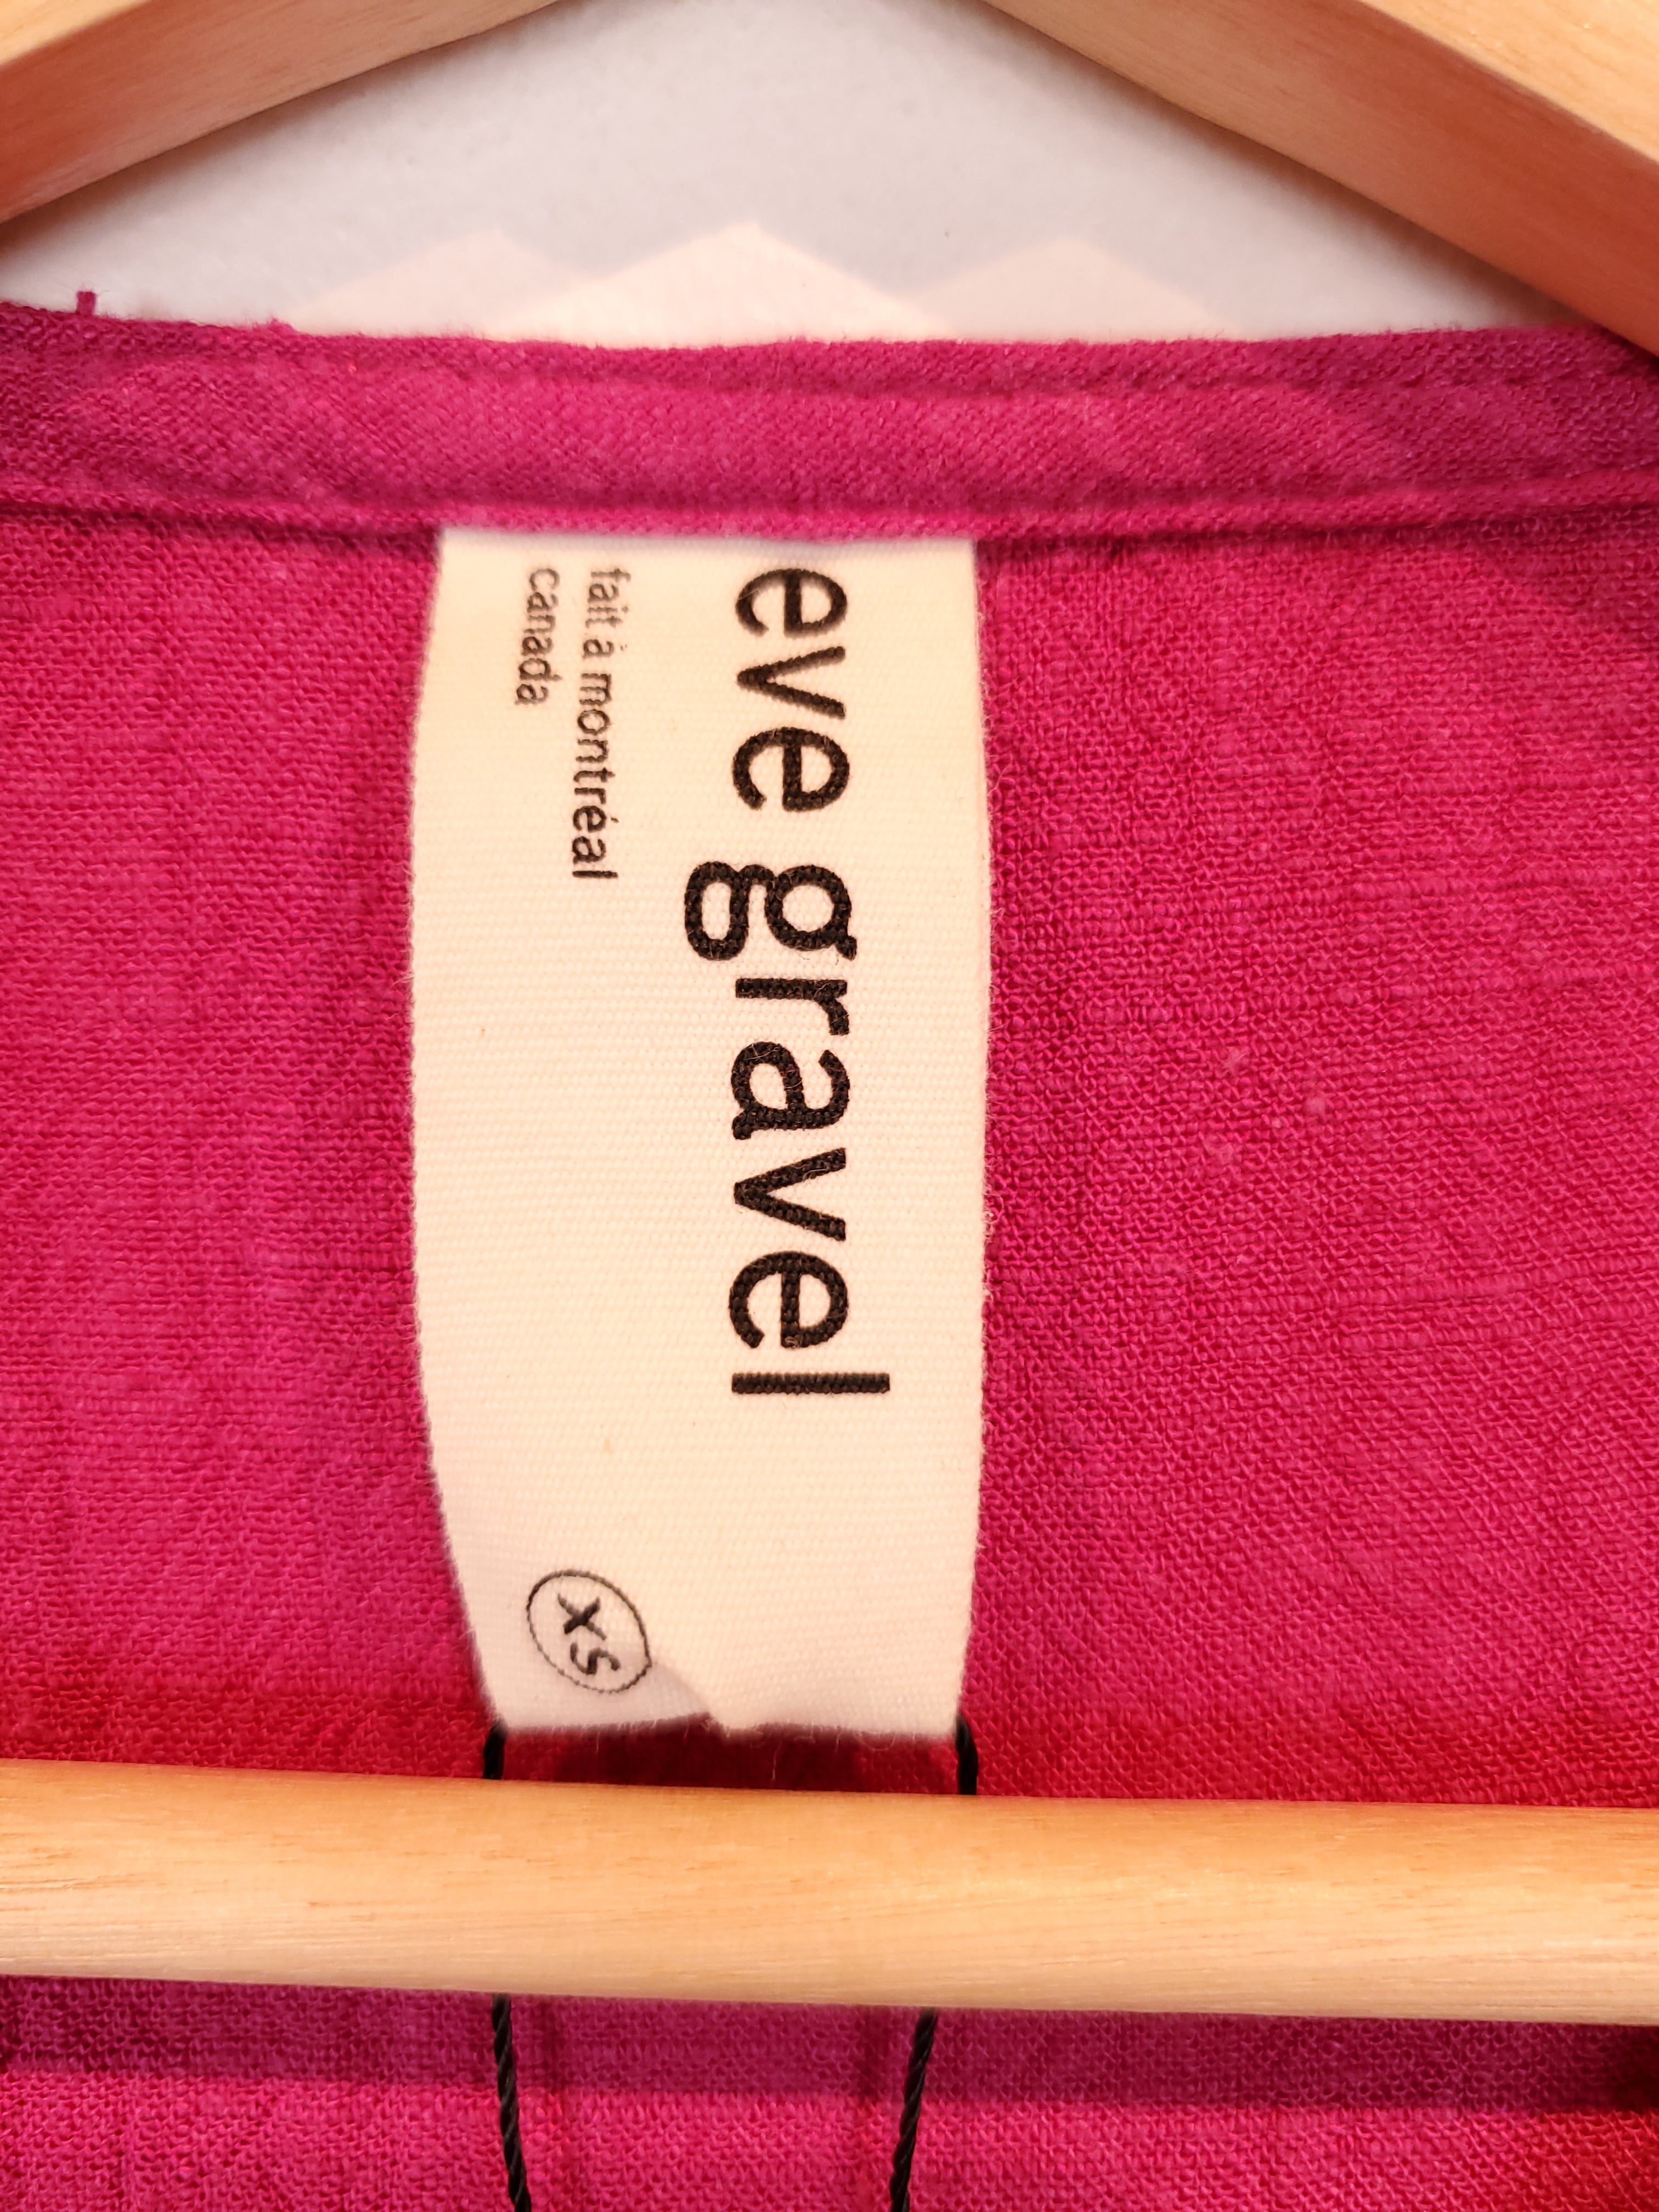 eve gravel
fait à montréal
canada
xs